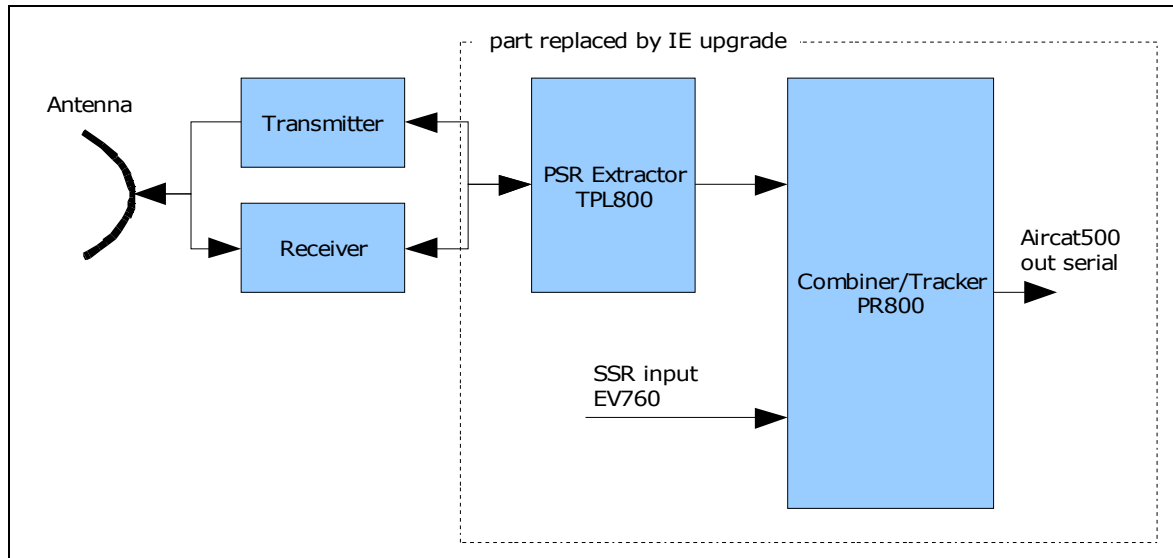 part replaced by IE upgrade
Antenna
Transmitter
Receiver
PSR Extractor
TPL800
Combiner/Tracker
PR800
SSR input
EV760
Aircat500
out serial